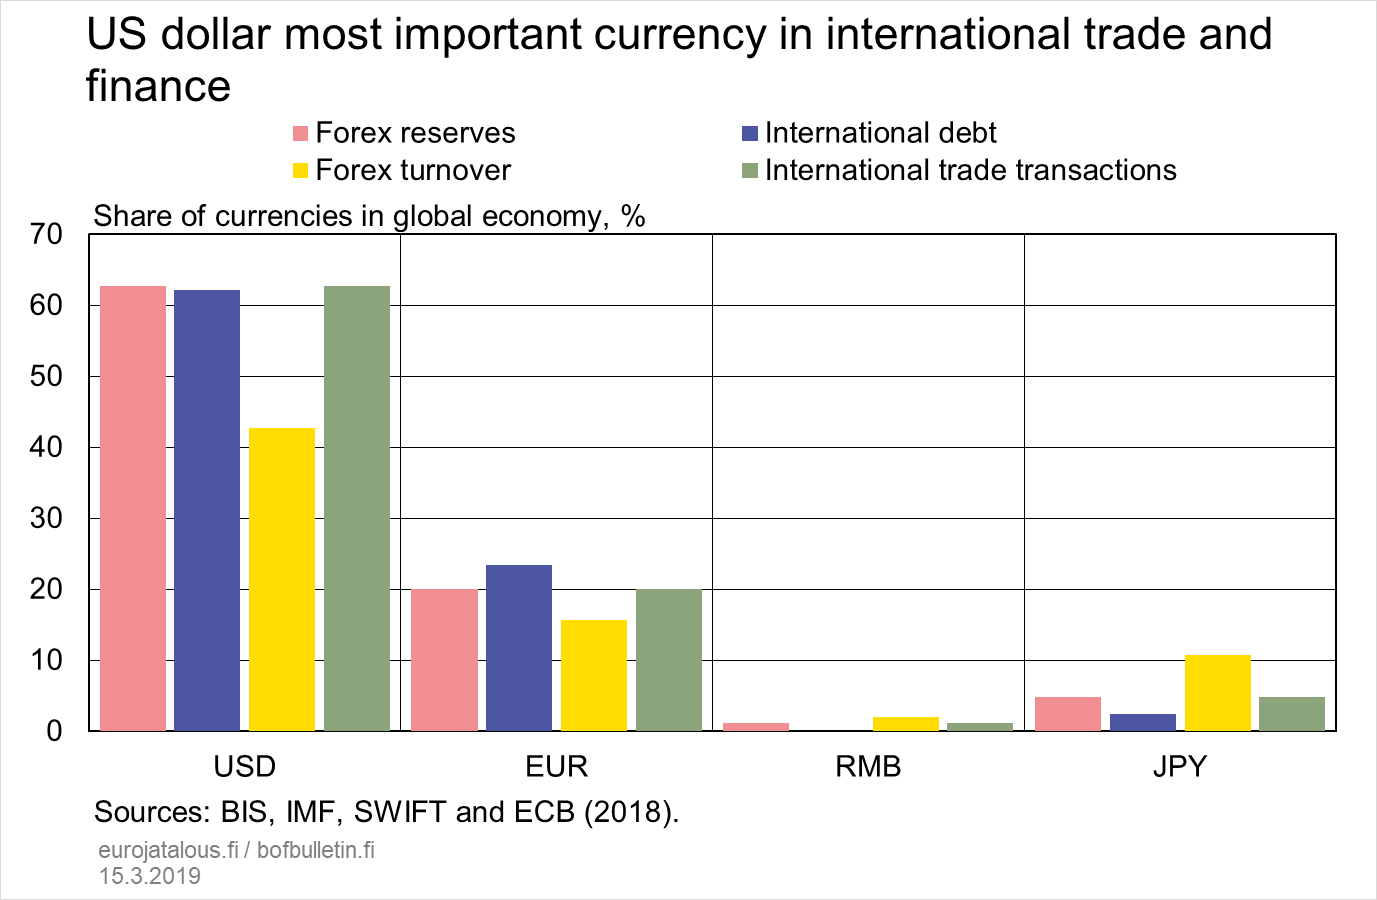 US dollar most important currency in international trade and
finance
Forex reserves
International debt
Forex turnover
International trade transactions
Share of currencies in global economy, %
70
60
50
40
30
20
10
0
USD
EUR
RMB
JPY
Sources: BIS, IMF, SWIFT and ECB (2018).
eurojatalous.fi / bofbulletin.fi
15.3.2019